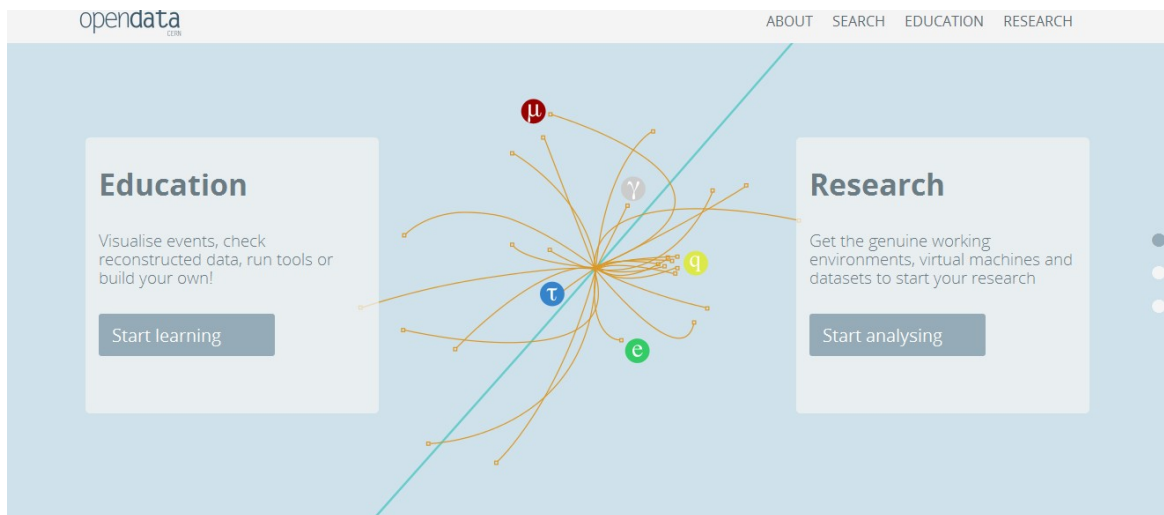 opendata
CERN
ABOUT SEARCH EDUCATION RESEARCH
μ
γ
q
τ
e
Education
Visualise events, check
reconstructed data, run tools or
build your own!
Start learning
Research
Get the genuine working
environments, virtual machines and
datasets to start your research
Start analysing